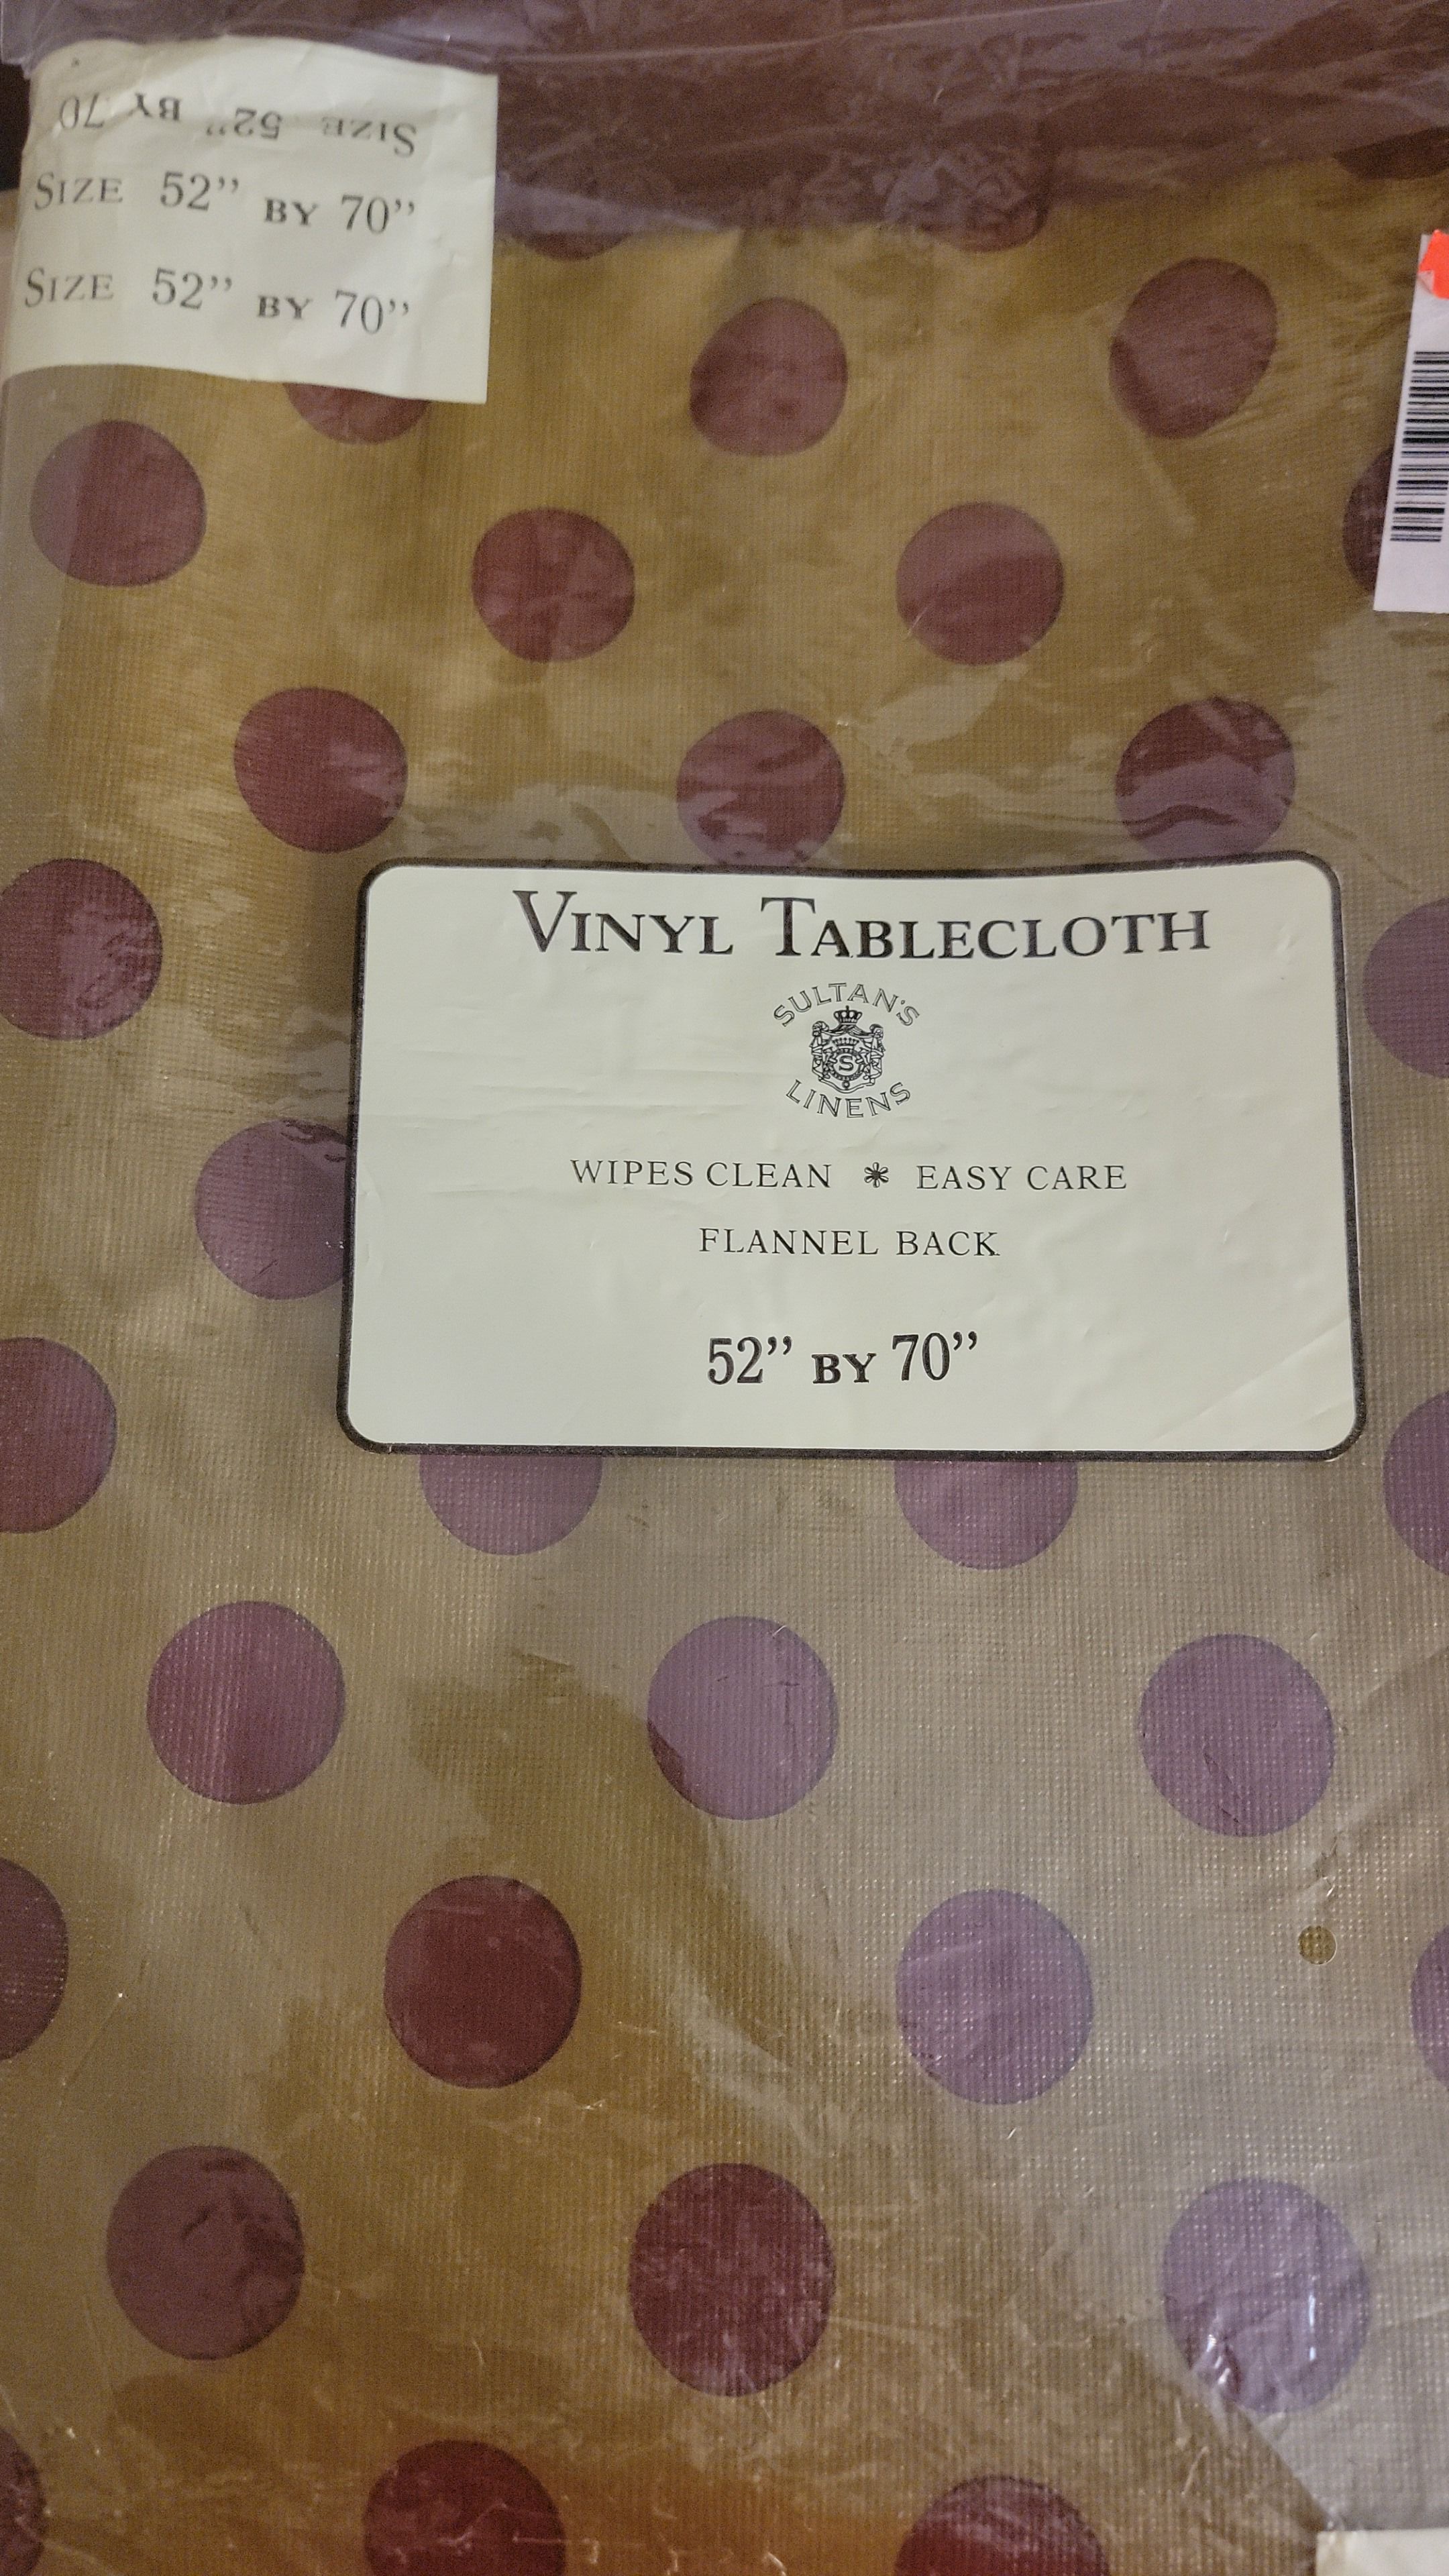 SIZE 52" BY 70
SIZE 52" BY 70"
SIZE 52" BY 70"
VINYL TABLECLOTH
SULTAN'S
S
LINENS
WIPES CLEAN * EASY CARE
FLANNEL BACK
52" BY 70"